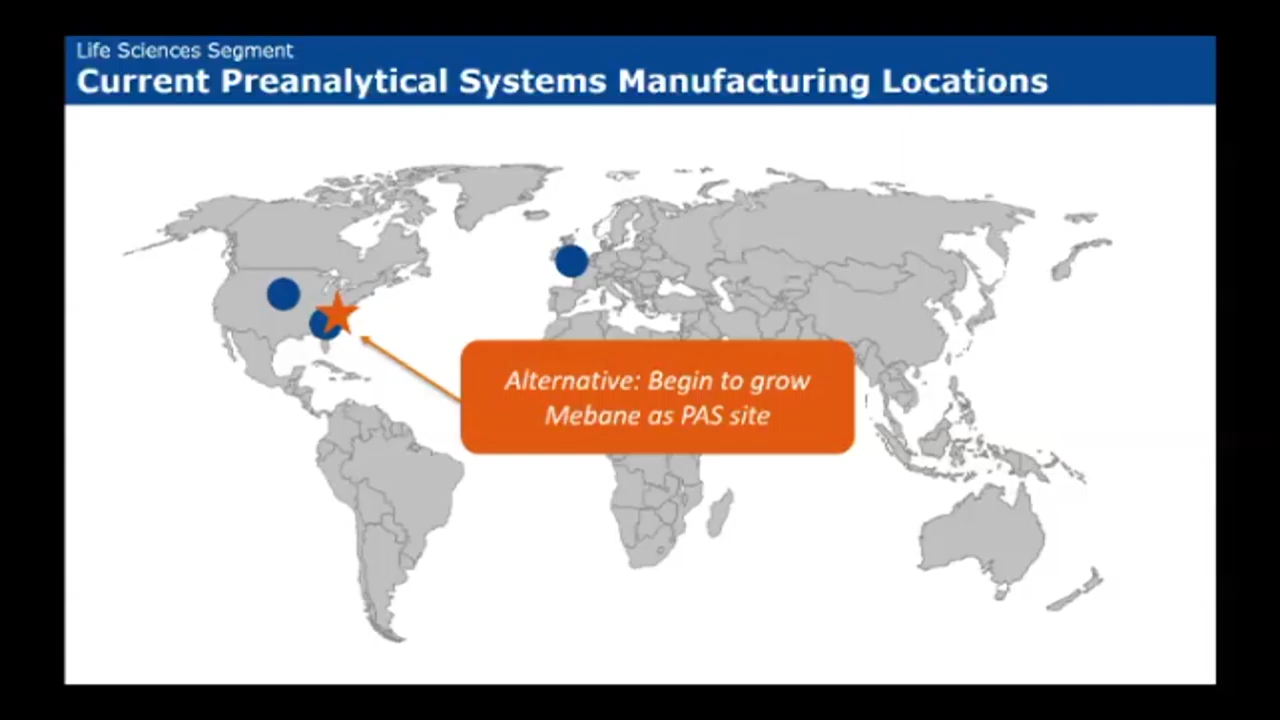 Life Sciences Segment
Current Preanalytical Systems Manufacturing Locations
Alternative: Begin to grow
Mebane as PAS site